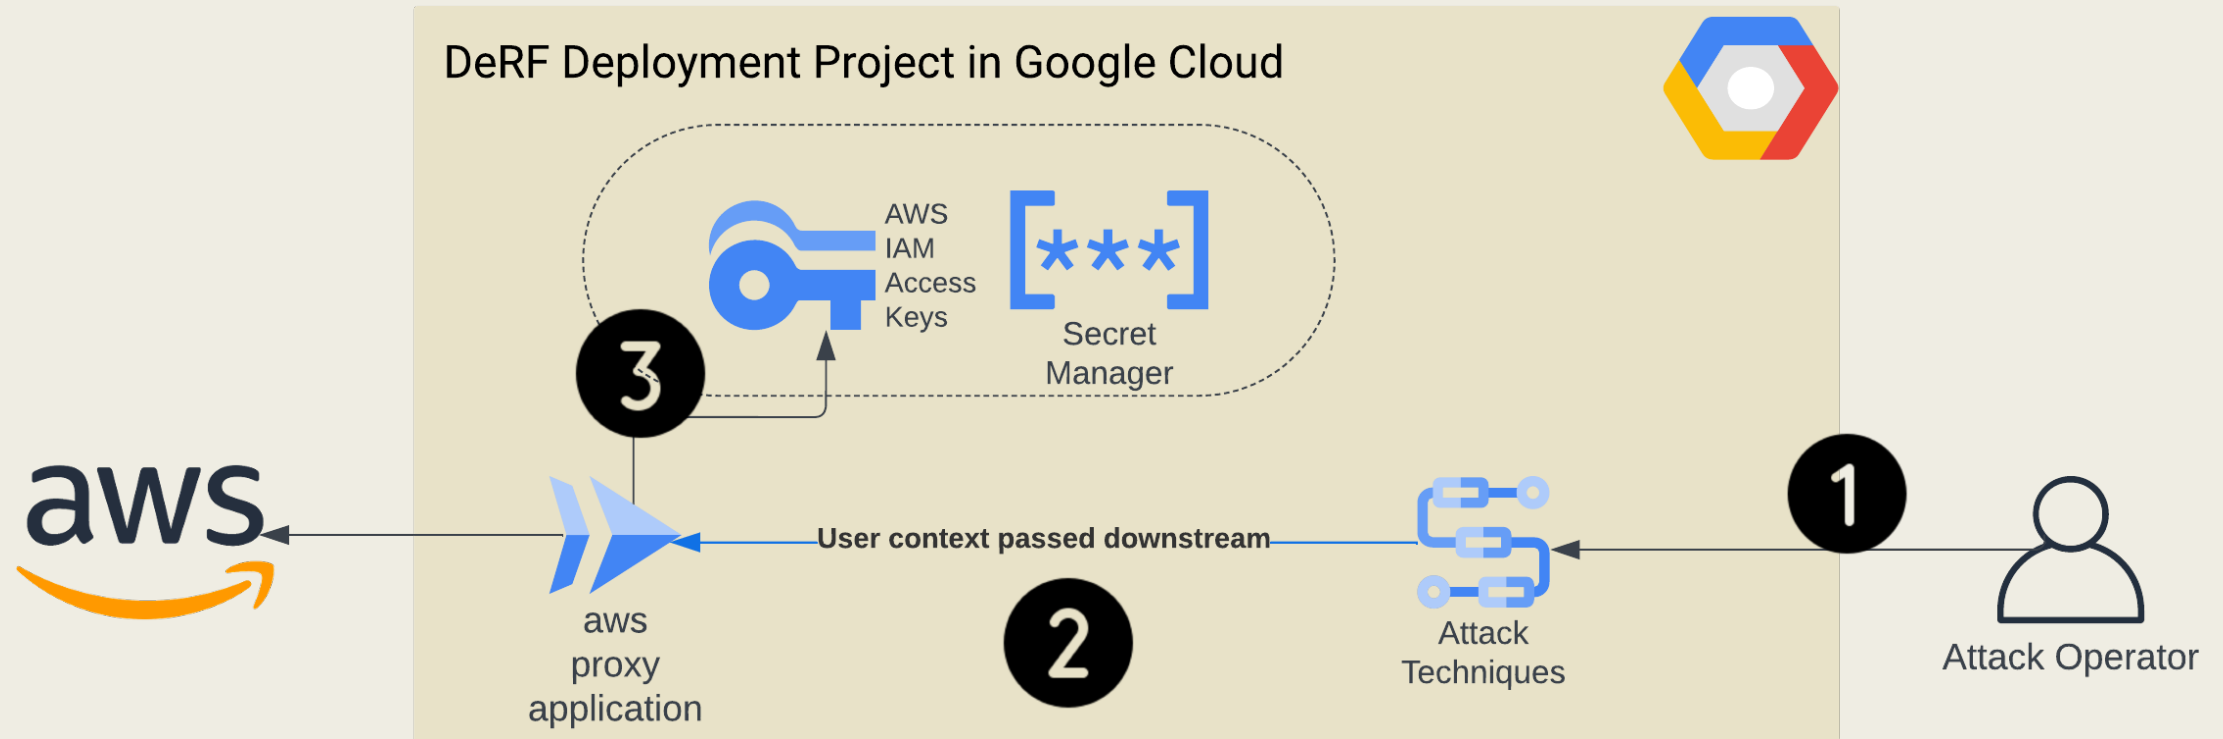 DeRF Deployment Project in Google Cloud
AWS
IAM
Access
Keys
***
Secret
Manager
3
1
aws
User context passed downstream
2
aws
proxy
application
Attack
Techniques
Attack Operator